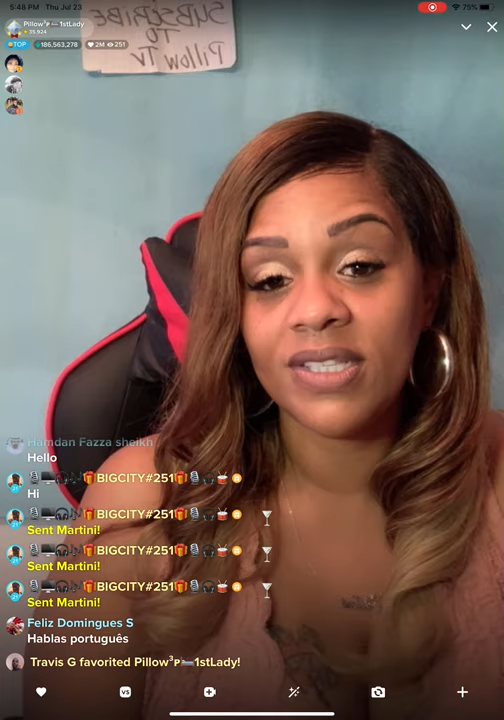 5:48 PM Thu Jul 23
75%
SUBSCRIBE
TO
Pillow Tv
Pillow³ᴾ🛏1stLady
35,924
TOP 186,563,278 2M 251
Hamdan Fazza sheikh
Hello
🎙🖥🎧🎶🎁BIGCITY#251🎁🎙🎧🥁
Hi
🎙🖥🎧🎶🎁BIGCITY#251🎁🎙🎧🥁
Sent Martini!
🎙🖥🎧🎶🎁BIGCITY#251🎁🎙🎧🥁
Sent Martini!
🎙🖥🎧🎶🎁BIGCITY#251🎁🎙🎧🥁
Sent Martini!
Feliz Domingues S
Hablas português
Travis G favorited Pillow³ᴾ🛏1stLady!
VS